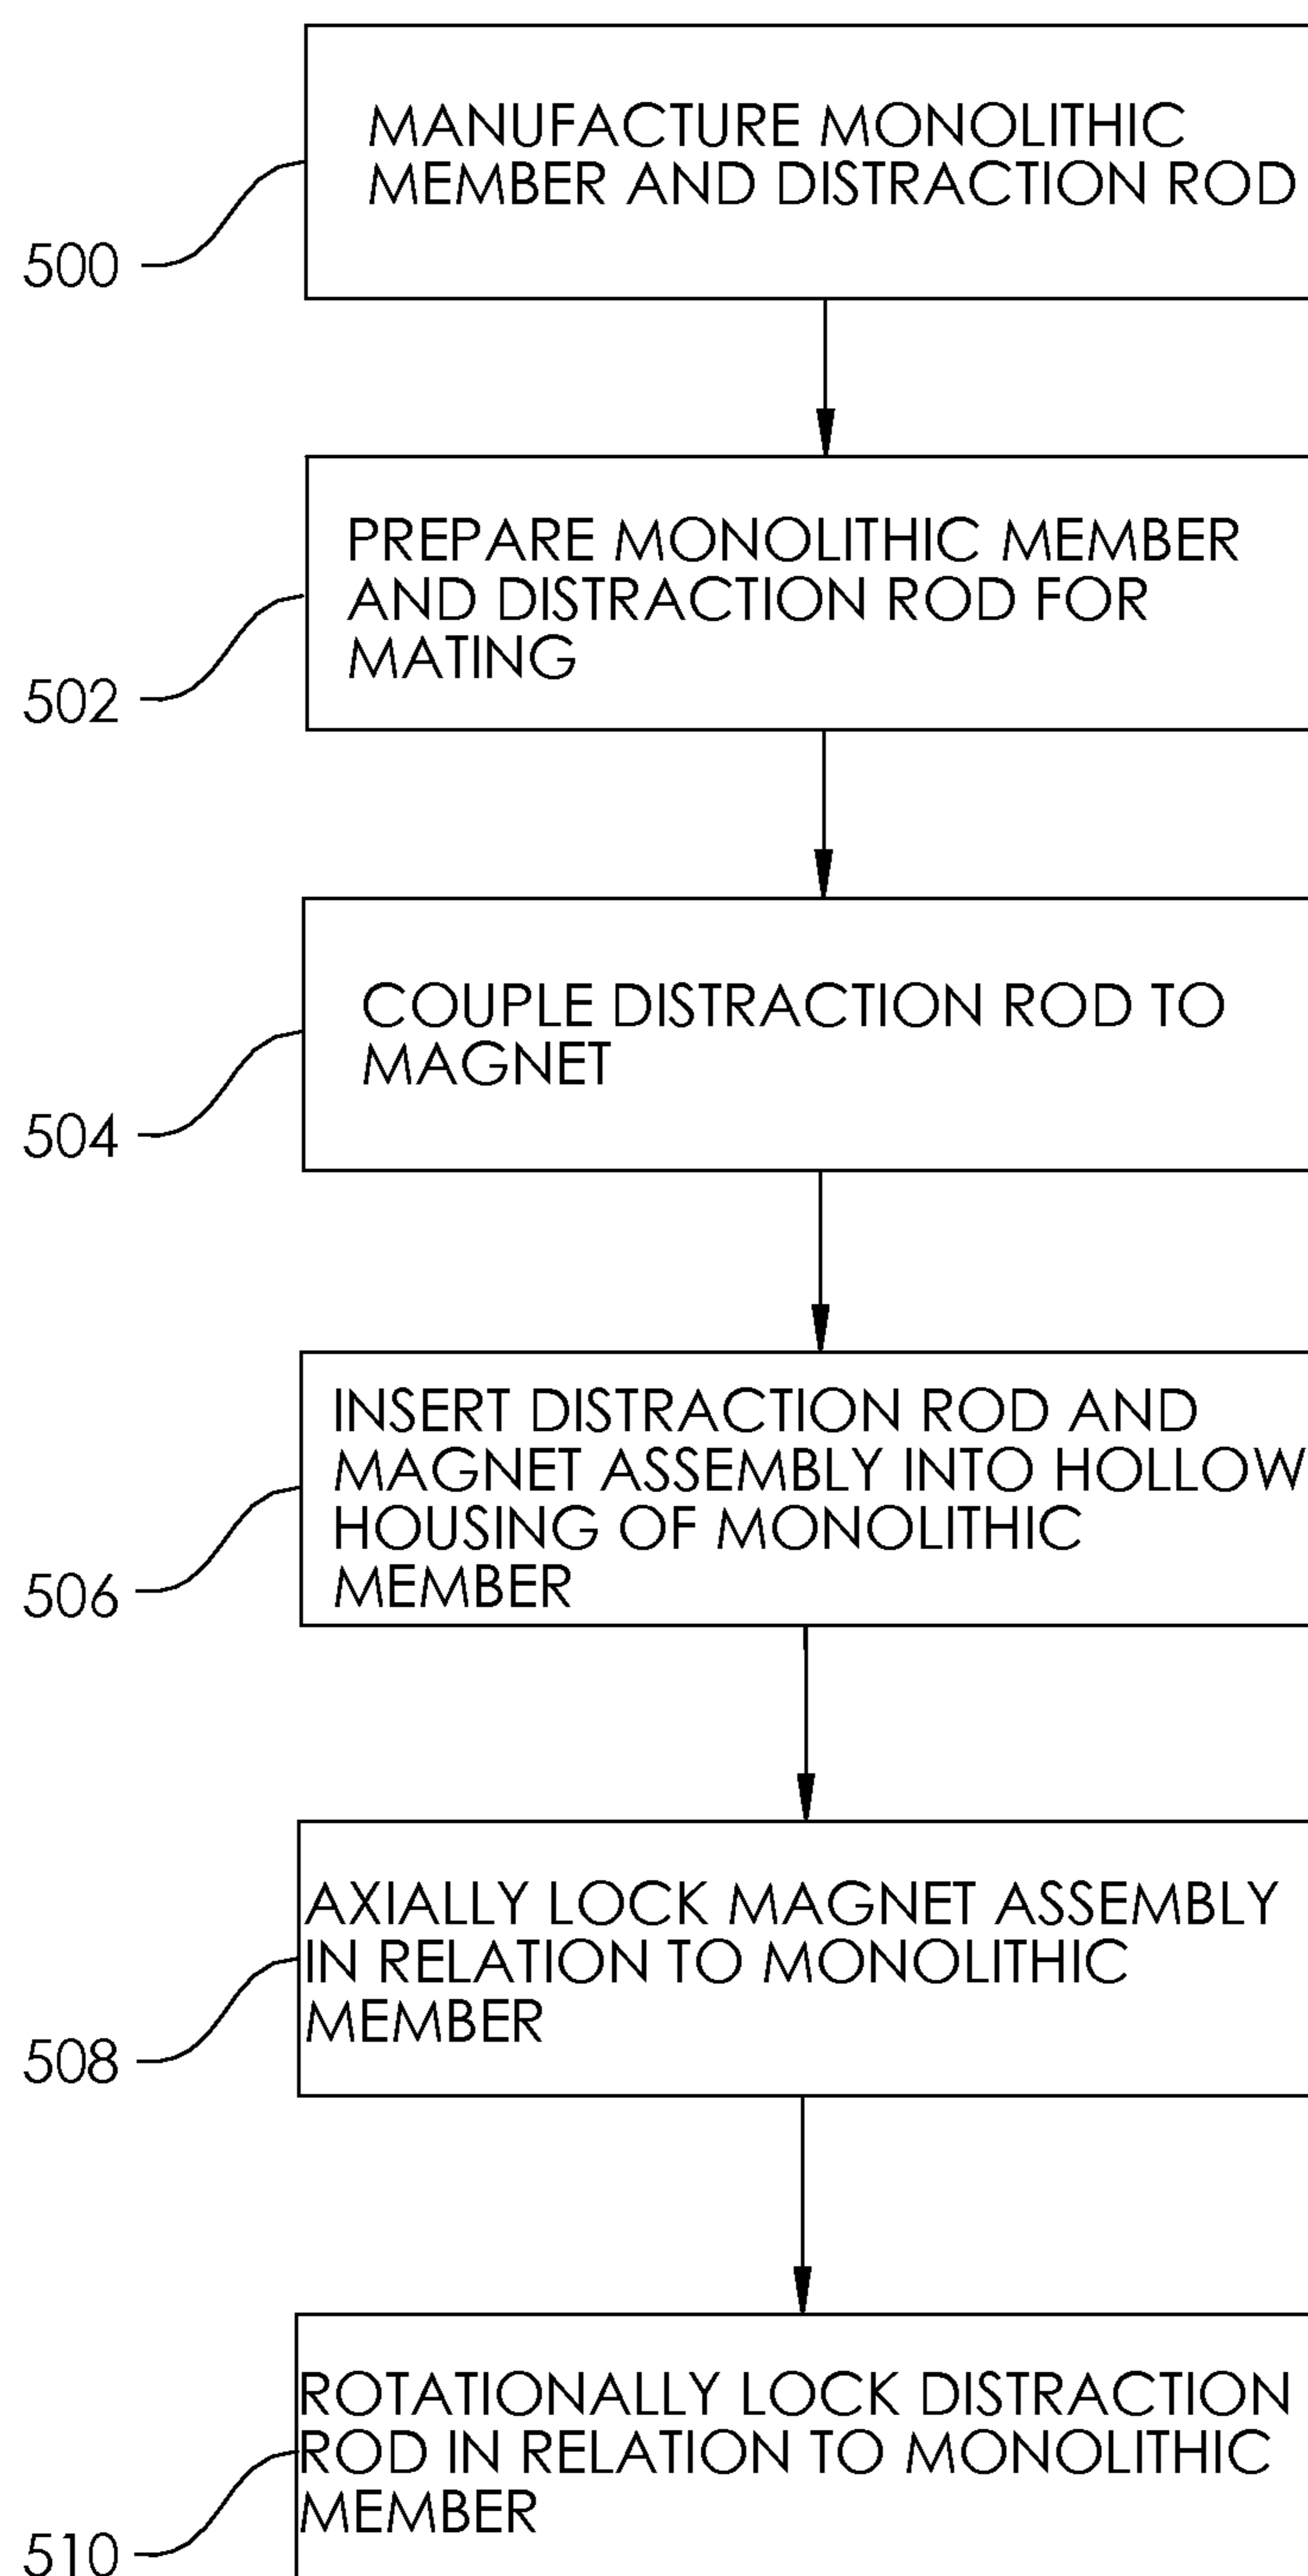 MANUFACTURE MONOLITHIC
MEMBER AND DISTRACTION ROD
500
PREPARE MONOLITHIC MEMBER
AND DISTRACTION ROD FOR
MATING
502
COUPLE DISTRACTION ROD TO
MAGNET
504
INSERT DISTRACTION ROD AND
MAGNET ASSEMBLY INTO HOLLOW
HOUSING OF MONOLITHIC
MEMBER
506
AXIALLY LOCK MAGNET ASSEMBLY
IN RELATION TO MONOLITHIC
MEMBER
508
ROTATIONALLY LOCK DISTRACTION
ROD IN RELATION TO MONOLITHIC
MEMBER
510